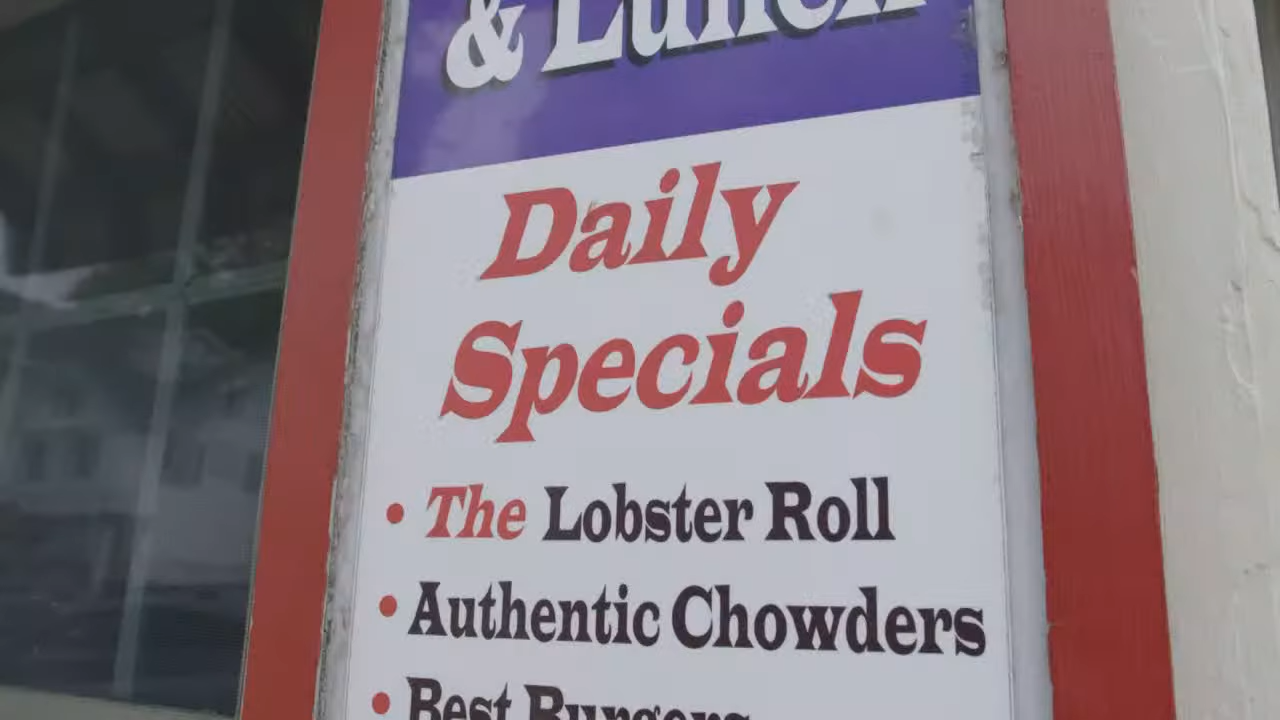 & Lunch
Daily
Specials
• The Lobster Roll
• Authentic Chowders
• Best Burgers